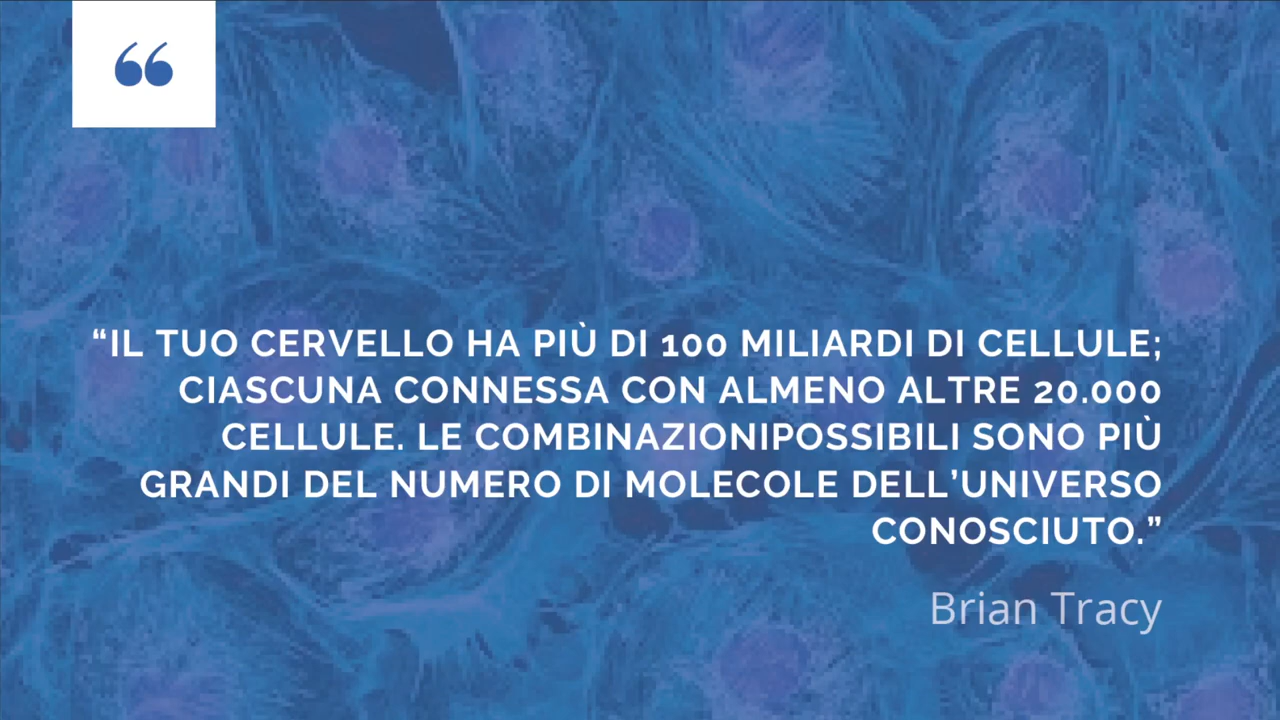 “
“IL TUO CERVELLO HA PIÙ DI 100 MILIARDI DI CELLULE;
CIASCUNA CONNESSA CON ALMENO ALTRE 20.000
CELLULE. LE COMBINAZIONIPOSSIBILI SONO PIÙ
GRANDI DEL NUMERO DI MOLECOLE DELL’UNIVERSO
CONOSCIUTO.”
Brian Tracy